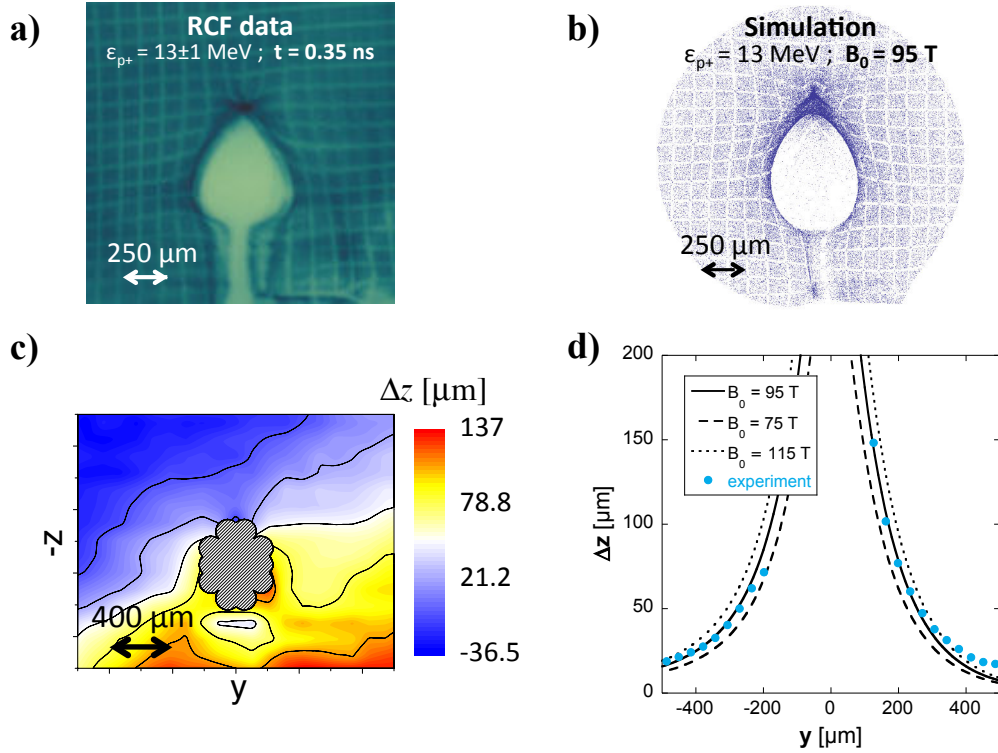 a)
RCF data
εp+ = 13±1 MeV ; t = 0.35 ns
250 μm
b)
Simulation
εp+ = 13 MeV ; B0 = 95 T
250 μm
c)
Δz [μm]
137
78.8
21.2
-36.5
-z
400 μm
y
d)
200
150
100
50
0
Δz [μm]
B0 = 95 T
B0 = 75 T
B0 = 115 T
experiment
-400 -200 0 200 400
y [μm]